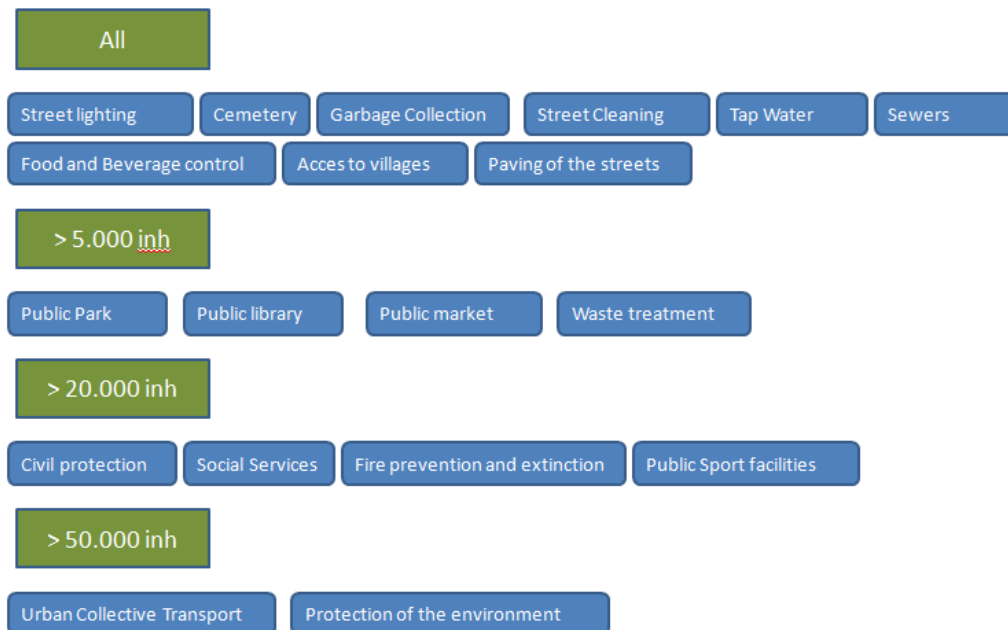 All
Street lighting Cemetery Garbage Collection Street Cleaning Tap Water Sewers
Food and Beverage control Acces to villages Paving of the streets
> 5.000 inh
Public Park Public library Public market Waste treatment
> 20.000 inh
Civil protection Social Services Fire prevention and extinction Public Sport facilities
> 50.000 inh
Urban Collective Transport Protection of the environment